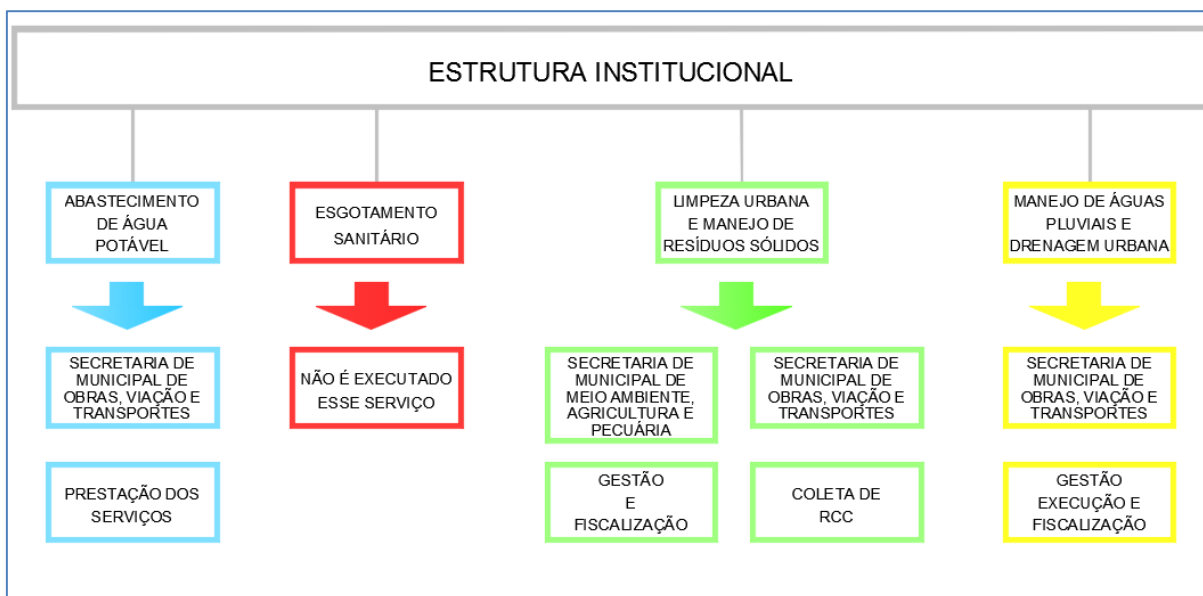 ESTRUTURA INSTITUCIONAL
ABASTECIMENTO
DE ÁGUA
POTÁVEL
ESGOTAMENTO
SANITÁRIO
LIMPEZA URBANA
E MANEJO DE
RESÍDUOS SÓLIDOS
MANEJO DE ÁGUAS
PLUVIAIS E
DRENAGEM URBANA
SECRETARIA DE
MUNICIPAL DE
OBRAS, VIAÇÃO E
TRANSPORTES
NÃO É EXECUTADO
ESSE SERVIÇO
SECRETARIA DE
MUNICIPAL DE
MEIO AMBIENTE,
AGRICULTURA E
PECUÁRIA
SECRETARIA DE
MUNICIPAL DE
OBRAS, VIAÇÃO E
TRANSPORTES
SECRETARIA DE
MUNICIPAL DE
OBRAS, VIAÇÃO E
TRANSPORTES
PRESTAÇÃO DOS
SERVIÇOS
GESTÃO
E
FISCALIZAÇÃO
COLETA DE
RCC
GESTÃO
EXECUÇÃO E
FISCALIZAÇÃO